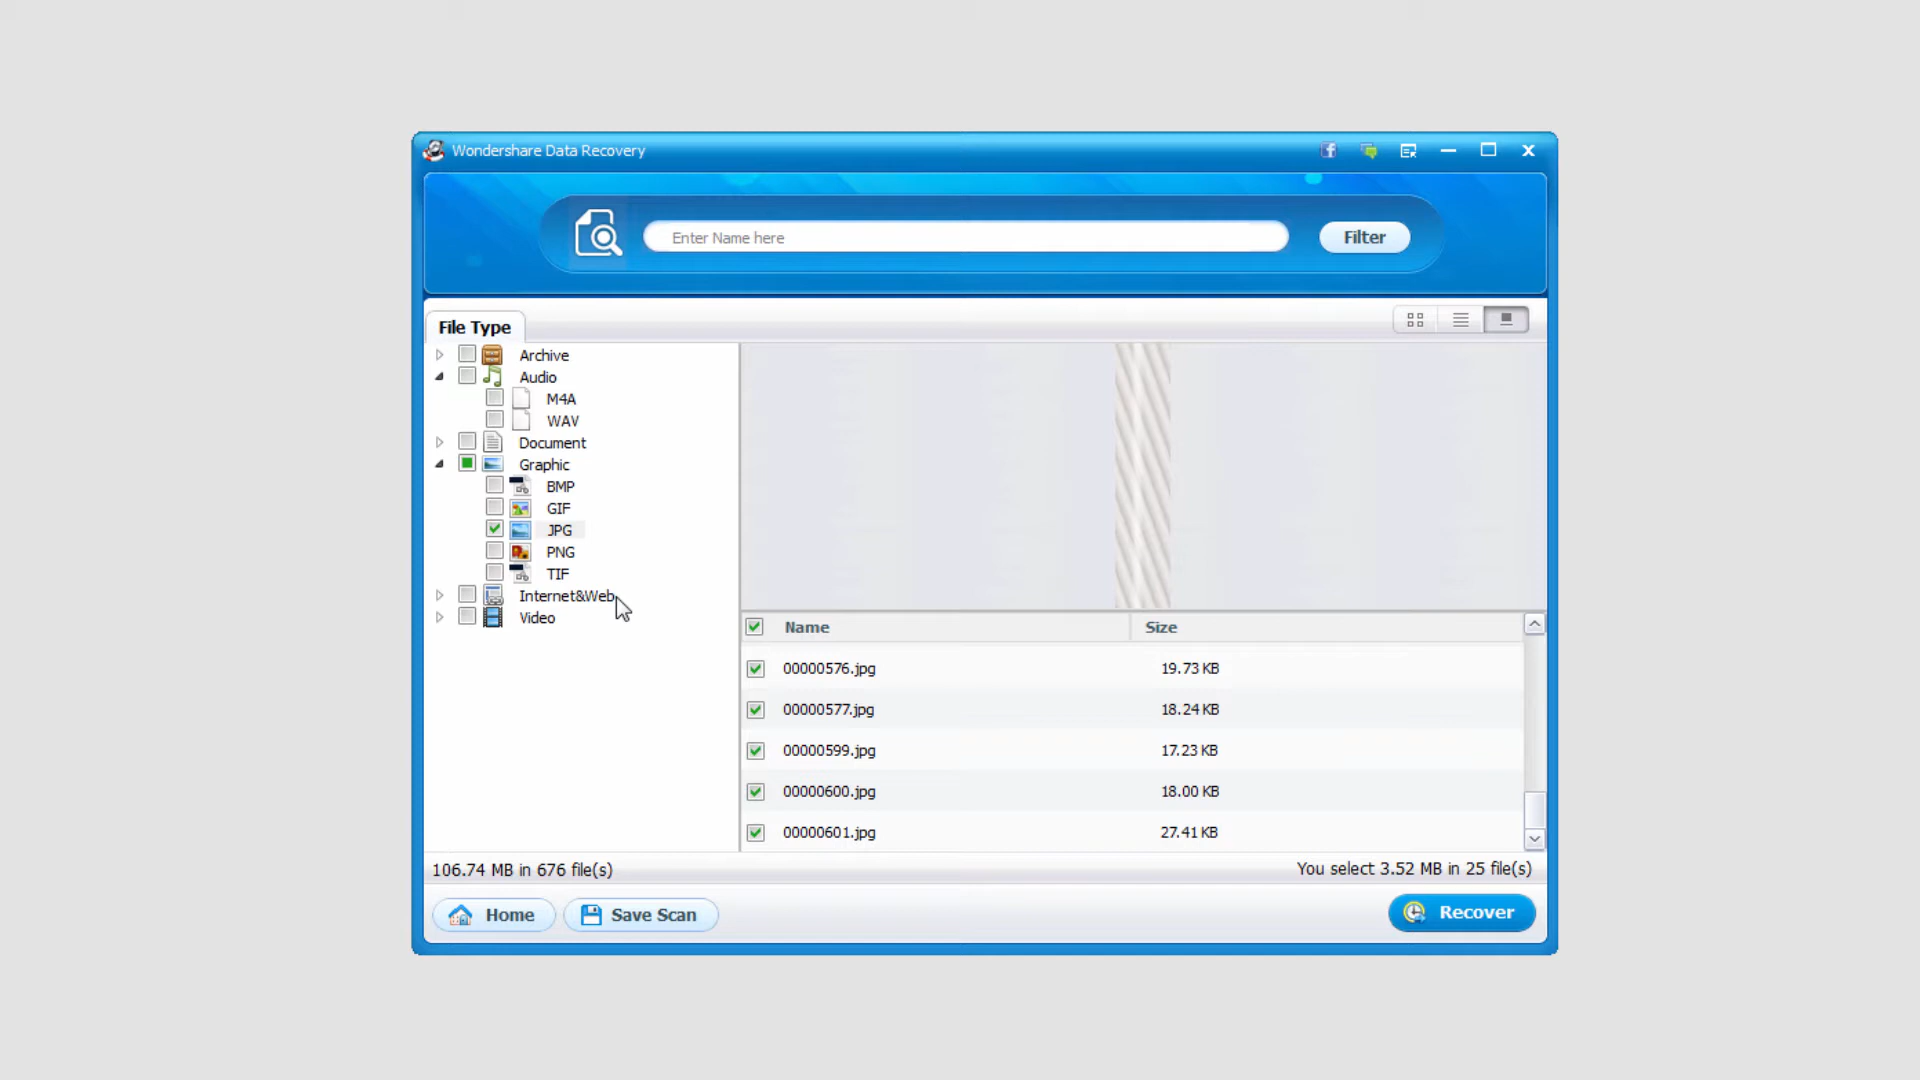 Wondershare Data Recovery
Enter Name here
Filter
File Type
Archive
Audio
M4A
WAV
Document
Graphic
BMP
GIF
JPG
PNG
TIF
Internet&Web
Video
Name Size
00000576.jpg 19.73 KB
00000577.jpg 18.24 KB
00000599.jpg 17.23 KB
00000600.jpg 18.00 KB
00000601.jpg 27.41 KB
106.74 MB in 676 file(s) You select 3.52 MB in 25 file(s)
Home Save Scan Recover